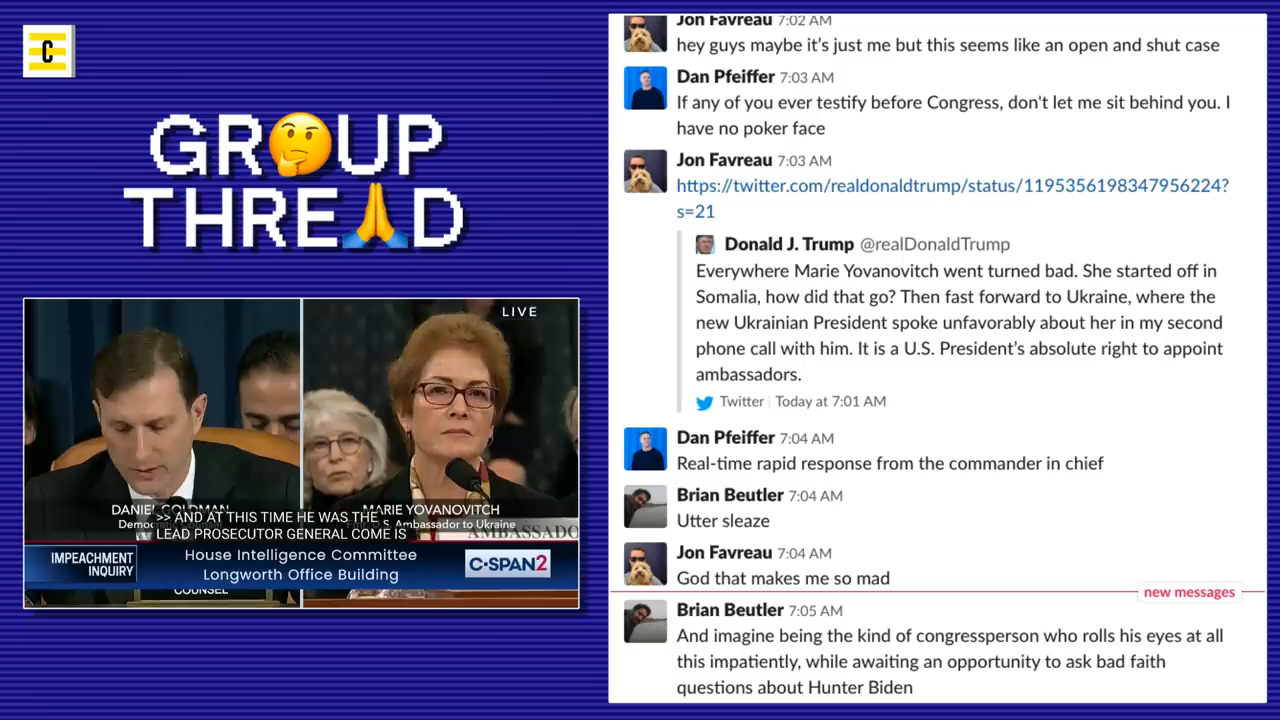 C
GR🤔UP
THRE🙏D
LIVE
DANIEL GOLDMAN
MARIE YOVANOVITCH
S. Ambassador to Ukraine
>> AND AT THIS TIME HE WAS THE
LEAD PROSECUTOR GENERAL COME IS
AMBASSADO
IMPEACHMENT
INQUIRY
House Intelligence Committee
Longworth Office Building
C-SPAN2
COUNSEL
Jon Favreau 7:02 AM
hey guys maybe it’s just me but this seems like an open and shut case
Dan Pfeiffer 7:03 AM
If any of you ever testify before Congress, don't let me sit behind you. I
have no poker face
Jon Favreau 7:03 AM
https://twitter.com/realdonaldtrump/status/1195356198347956224?
s=21
Donald J. Trump @realDonaldTrump
Everywhere Marie Yovanovitch went turned bad. She started off in
Somalia, how did that go? Then fast forward to Ukraine, where the
new Ukrainian President spoke unfavorably about her in my second
phone call with him. It is a U.S. President’s absolute right to appoint
ambassadors.
Twitter | Today at 7:01 AM
Dan Pfeiffer 7:04 AM
Real-time rapid response from the commander in chief
Brian Beutler 7:04 AM
Utter sleaze
Jon Favreau 7:04 AM
God that makes me so mad
new messages
Brian Beutler 7:05 AM
And imagine being the kind of congressperson who rolls his eyes at all
this impatiently, while awaiting an opportunity to ask bad faith
questions about Hunter Biden